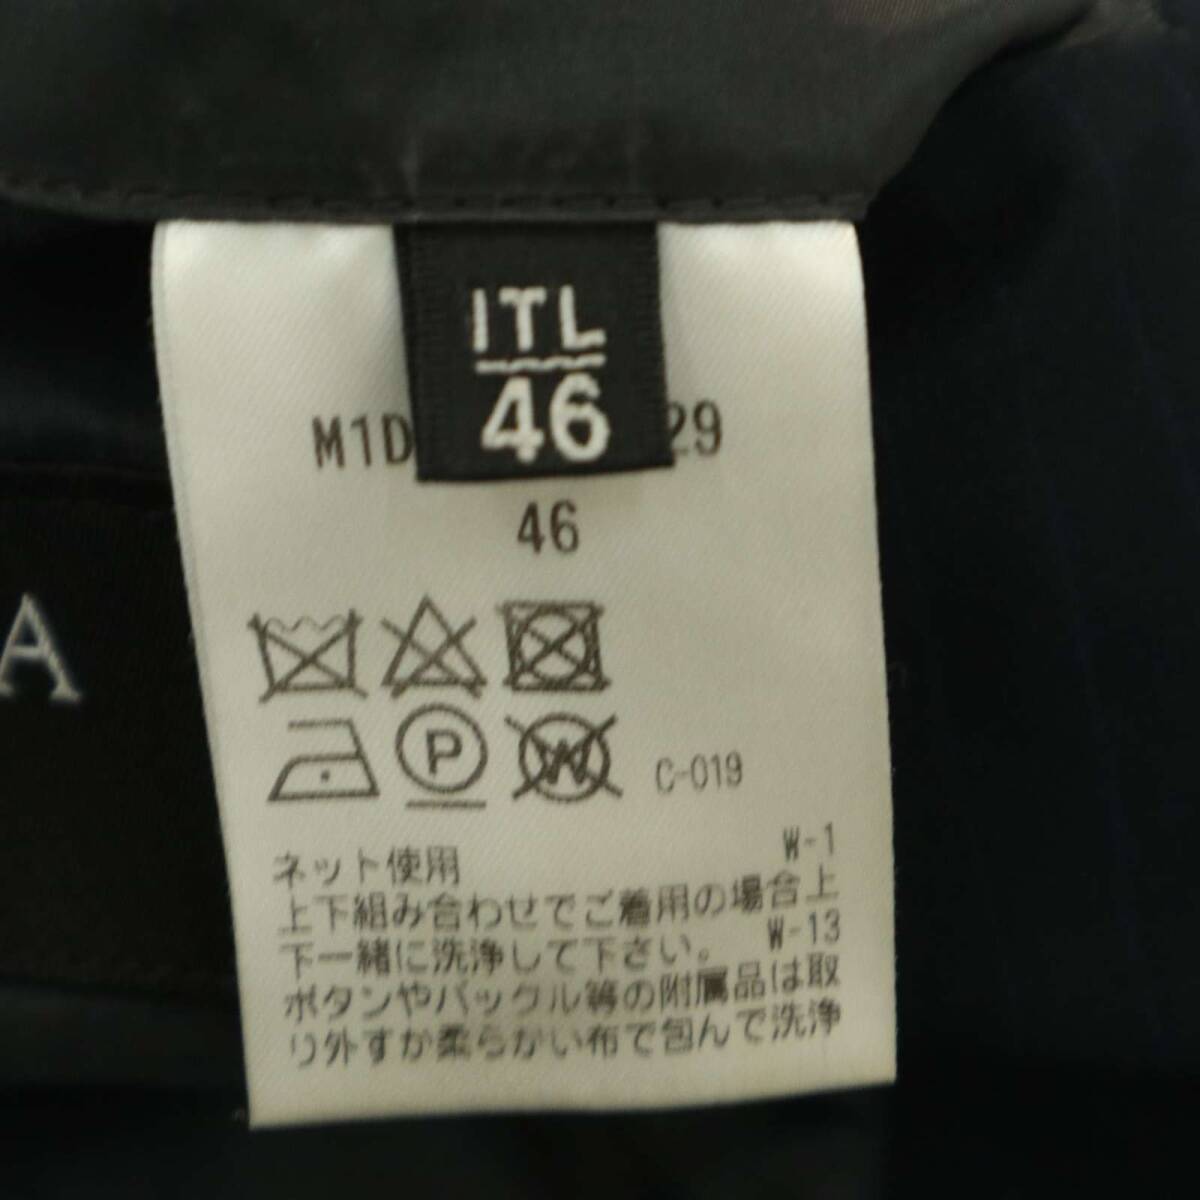 ITL
46
M1D 29
46
A
P
W
C-019
ネット使用 W-1
上下組み合わせでご着用の場合上
下一緒に洗浄して下さい。 W-13
ボタンやバックル等の附属品は取
り外すか柔らかい布で包んで洗浄